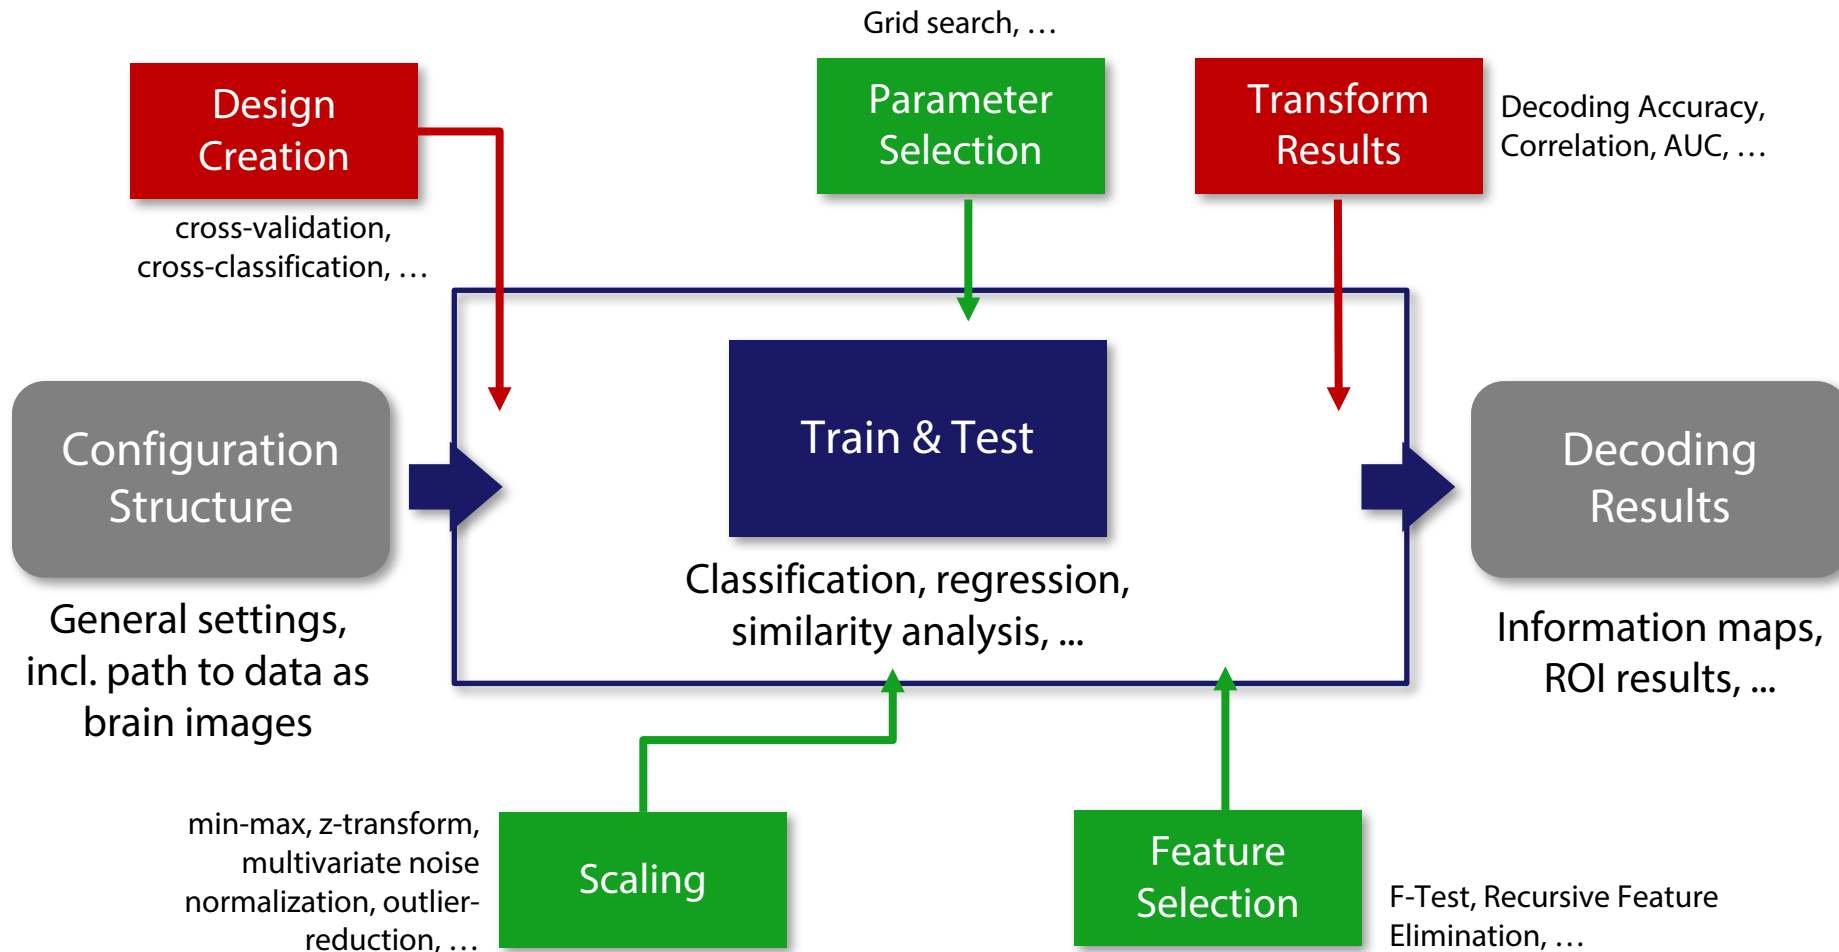 Grid search, …
Design
Creation
cross-validation,
cross-classification, …
Parameter
Selection
Transform
Results
Decoding Accuracy,
Correlation, AUC, …
Configuration
Structure
General settings,
incl. path to data as
brain images
Train & Test
Classification, regression,
similarity analysis, ...
Decoding
Results
Information maps,
ROI results, ...
min-max, z-transform,
multivariate noise
normalization, outlier-
reduction, …
Scaling
Feature
Selection
F-Test, Recursive Feature
Elimination, …